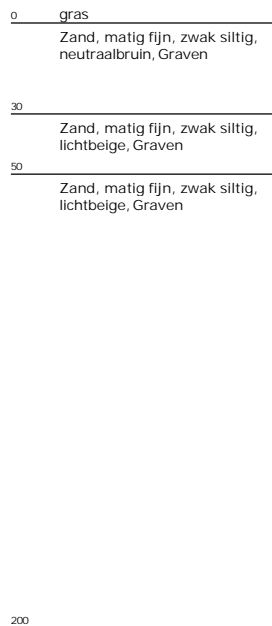 0 gras
Zand, matig fijn, zwak siltig,
neutraalbruin, Graven
30
Zand, matig fijn, zwak siltig,
lichtbeige, Graven
50
Zand, matig fijn, zwak siltig,
lichtbeige, Graven
200